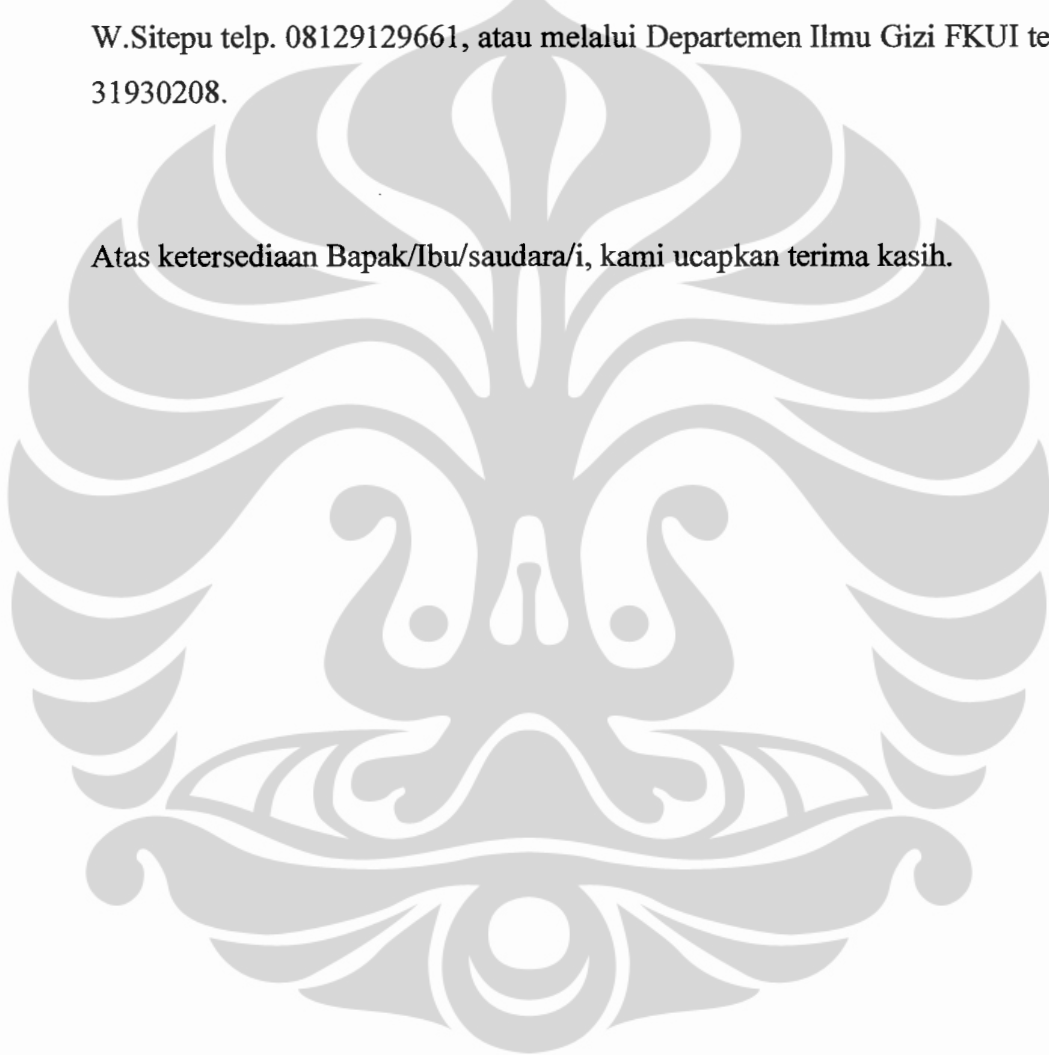 W.Sitepu telp. 08129129661, atau melalui Departemen Ilmu Gizi FKUI te
31930208.
Atas ketersediaan Bapak/Ibu/saudara/i, kami ucapkan terima kasih.